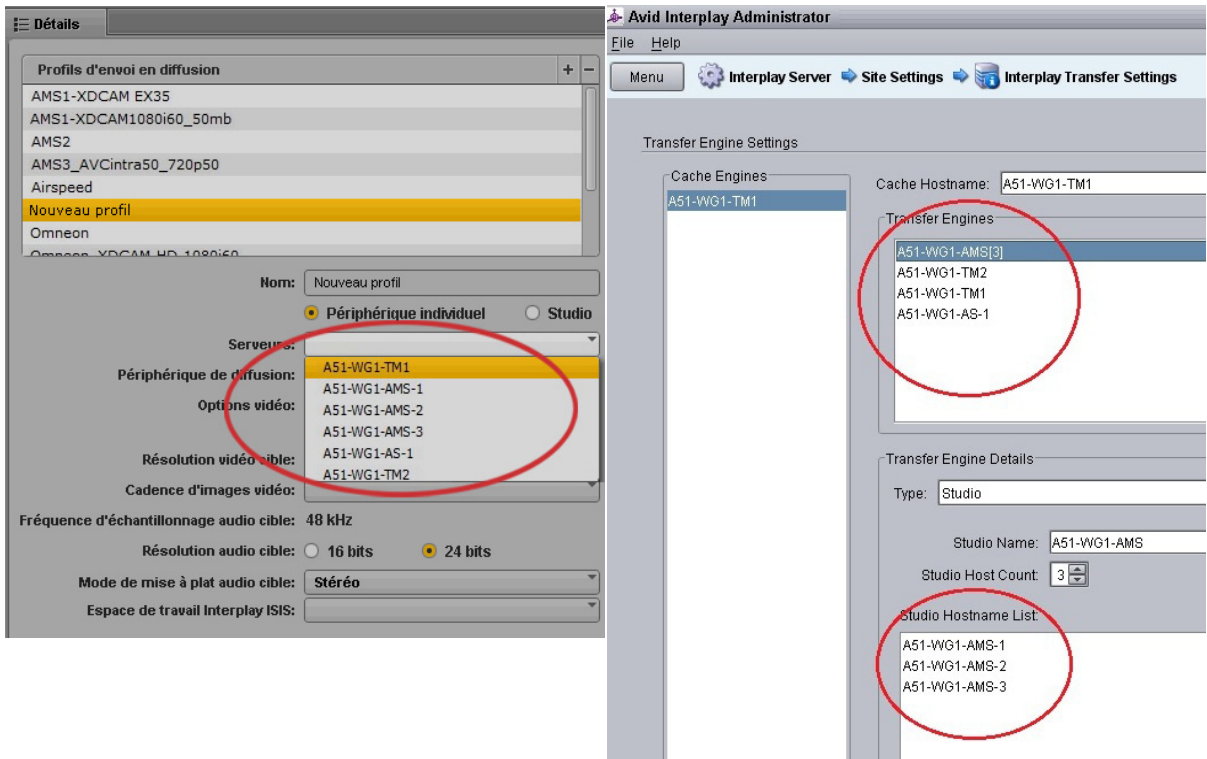 Détails
Profils d'envoi en diffusion + −
AMS1-XDCAM EX35
AMS1-XDCAM1080i60_50mb
AMS2
AMS3_AVCintra50_720p50
Airspeed
Nouveau profil
Omneon
Omneon_XDCAM HD 1080i60
Nom: Nouveau profil
Périphérique individuel Studio
Serveurs:
Périphérique de diffusion:
Options vidéo:
A51-WG1-TM1
A51-WG1-AMS-1
A51-WG1-AMS-2
A51-WG1-AMS-3
A51-WG1-AS-1
A51-WG1-TM2
Résolution vidéo cible:
Cadence d'images vidéo:
Fréquence d'échantillonnage audio cible: 48 kHz
Résolution audio cible: 16 bits 24 bits
Mode de mise à plat audio cible: Stéréo
Espace de travail Interplay ISIS:
Avid Interplay Administrator
File Help
Menu Interplay Server Site Settings Interplay Transfer Settings
Transfer Engine Settings
Cache Engines
A51-WG1-TM1
Cache Hostname: A51-WG1-TM1
Transfer Engines
A51-WG1-AMS[3]
A51-WG1-TM2
A51-WG1-TM1
A51-WG1-AS-1
Transfer Engine Details
Type: Studio
Studio Name: A51-WG1-AMS
Studio Host Count: 3
Studio Hostname List:
A51-WG1-AMS-1
A51-WG1-AMS-2
A51-WG1-AMS-3